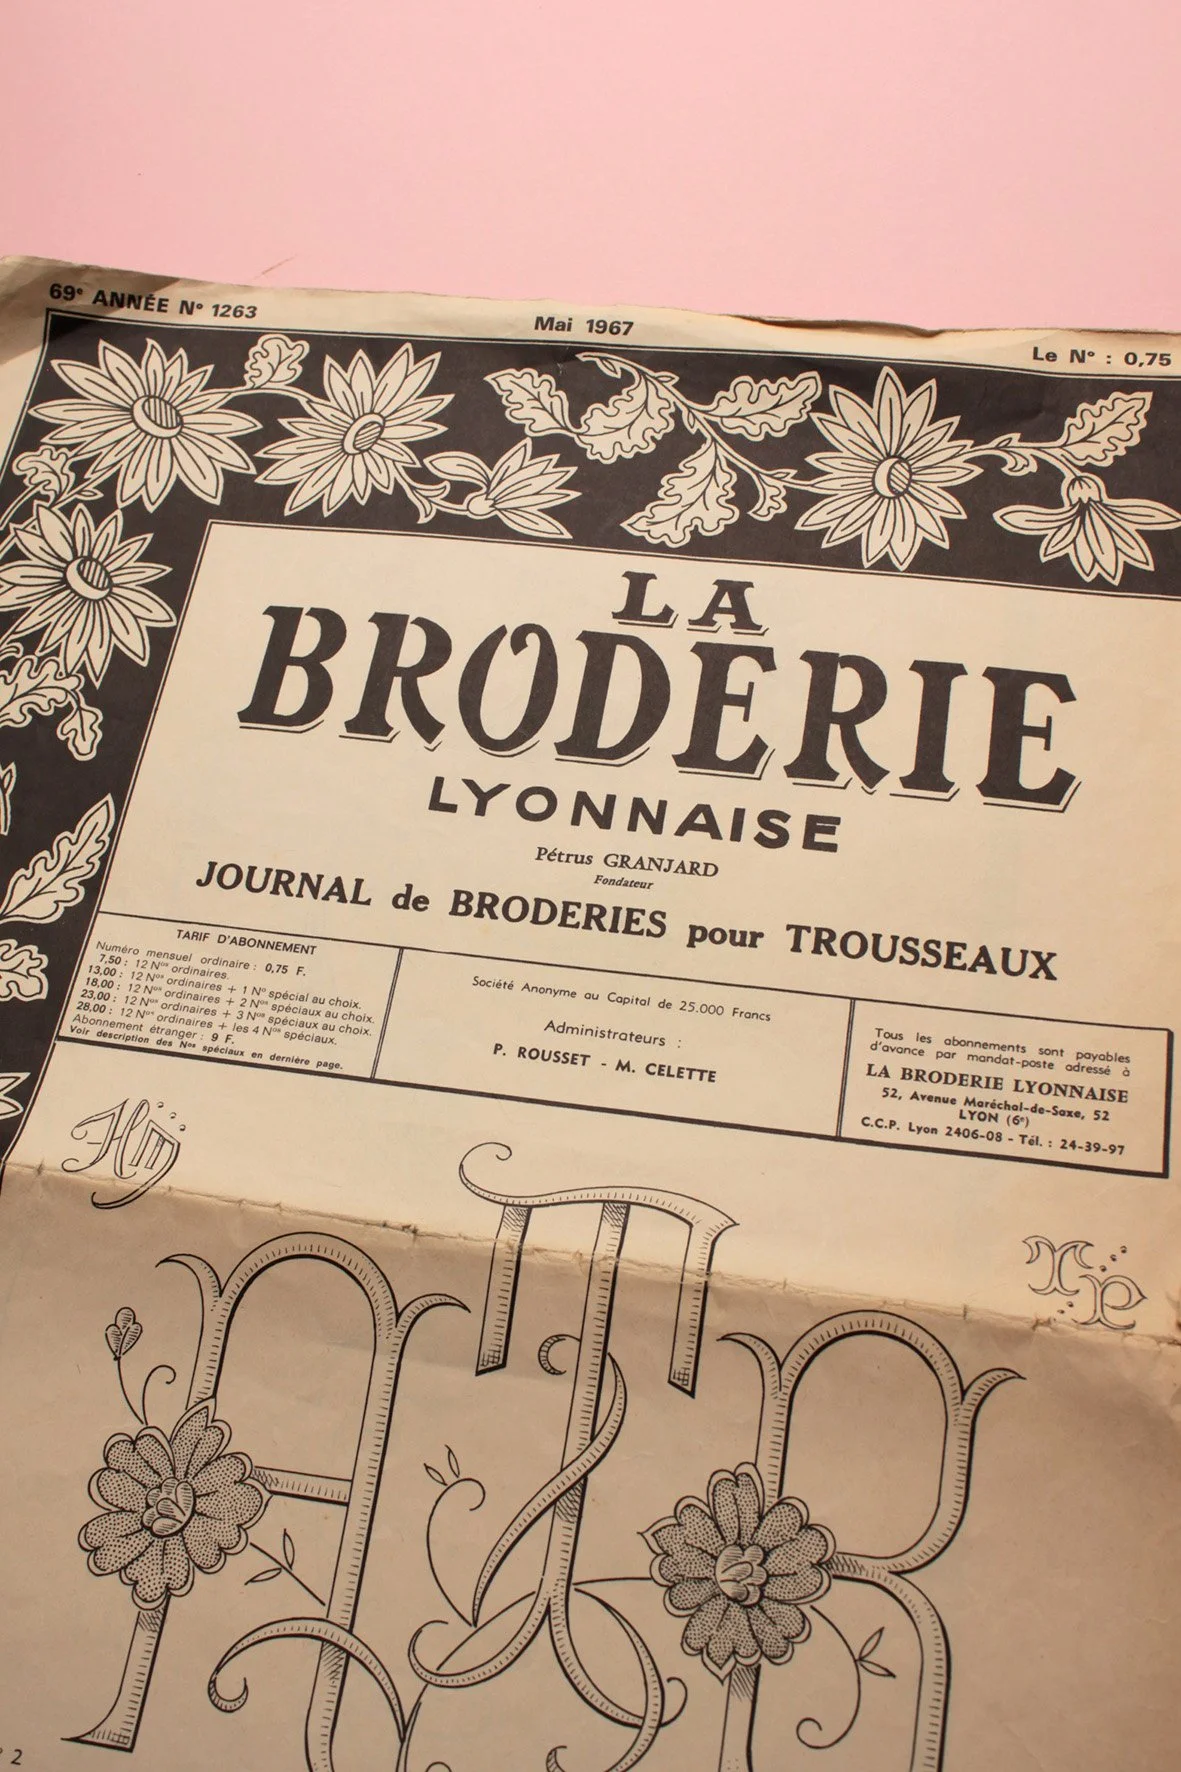 69e ANNÉE No 1263
Mai 1967
Le No : 0,75
LA
BRODERIE
LYONNAISE
Pétrus GRANJARD
Fondateur
JOURNAL de BRODERIES pour TROUSSEAUX
TARIF D'ABONNEMENT
Numéro mensuel ordinaire : 0,75 F.
7,50 : 12 Nos ordinaires.
13,00 : 12 Nos ordinaires + 1 No spécial au choix.
18,00 : 12 Nos ordinaires + 2 Nos spéciaux au choix.
23,00 : 12 Nos ordinaires + 3 Nos spéciaux au choix.
28,00 : 12 Nos ordinaires + les 4 Nos spéciaux.
Abonnement étranger : 9 F.
Voir description des Nos spéciaux en dernière page.
Société Anonyme au Capital de 25.000 Francs
Administrateurs :
P. ROUSSET - M. CELETTE
Tous les abonnements sont payables
d'avance par mandat-poste adressé à
LA BRODERIE LYONNAISE
52, Avenue Maréchal-de-Saxe, 52
LYON (6e)
C.C.P. Lyon 2406-08 - Tél. : 24-39-97
Hm
TP
2